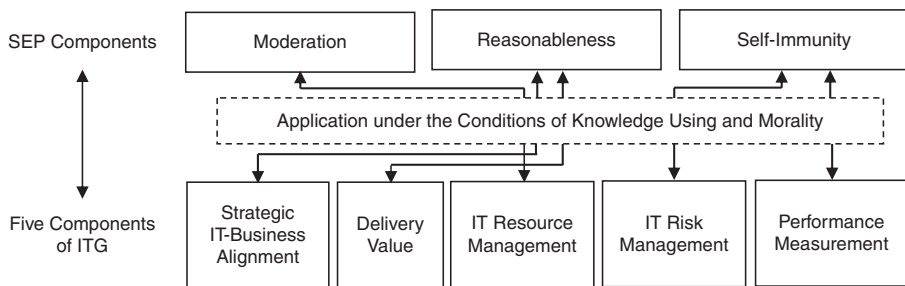 SEP Components
Moderation
Reasonableness
Self-Immunity
Application under the Conditions of Knowledge Using and Morality
Five Components
of ITG
Strategic
IT-Business
Alignment
Delivery
Value
IT Resource
Management
IT Risk
Management
Performance
Measurement